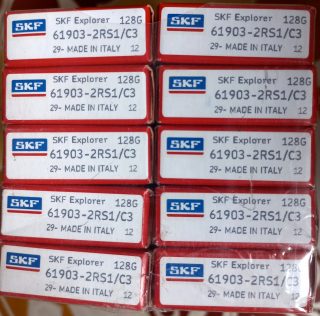 SKF SKF Explorer 128G
61903-2RS1/C3
29- MADE IN ITALY 12
SKF SKF Explorer 128G
61903-2RS1/C3
29- MADE IN ITALY 12
SKF SKF Explorer 128G
61903-2RS1/C3
29- MADE IN ITALY 12
SKF SKF Explorer 128G
61903-2RS1/C3
29- MADE IN ITALY 12
SKF SKF Explorer 128G
61903-2RS1/C3
29- MADE IN ITALY 12
SKF SKF Explorer 128G
61903-2RS1/C3
29- MADE IN ITALY 12
SKF SKF Explorer 128G
61903-2RS1/C3
29- MADE IN ITALY 12
SKF SKF Explorer 128G
61903-2RS1/C3
29- MADE IN ITALY 12
SKF SKF Explorer 128G
61903-2RS1/C3
29- MADE IN ITALY 12
SKF SKF Explorer 128G
61903-2RS1/C3
29- MADE IN ITALY 12